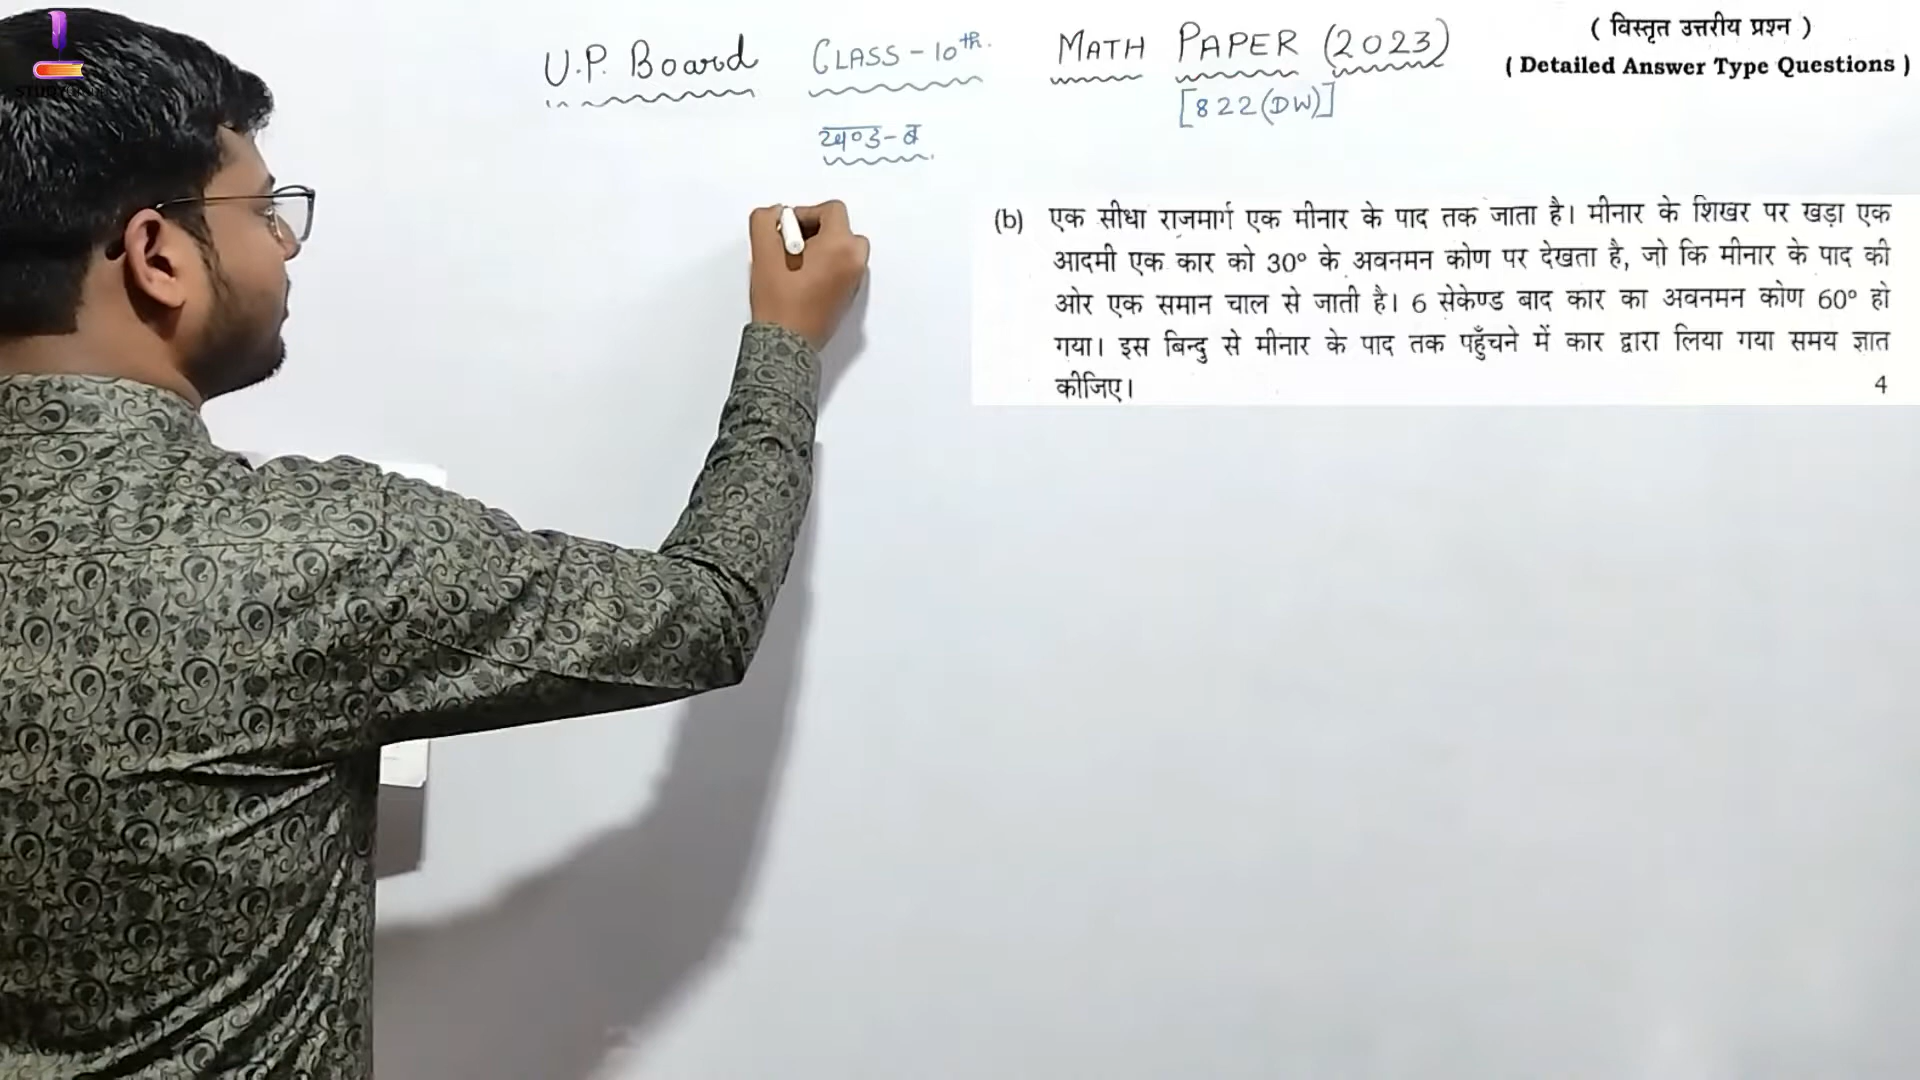 U.P. Board CLASS-10th. MATH PAPER (2023)
[822(DW)]
खण्ड-ब
( विस्तृत उत्तरीय प्रश्न )
( Detailed Answer Type Questions )
(b) एक सीधा राजमार्ग एक मीनार के पाद तक जाता है। मीनार के शिखर पर खड़ा एक
आदमी एक कार को 30° के अवनमन कोण पर देखता है, जो कि मीनार के पाद की
ओर एक समान चाल से जाती है। 6 सेकेण्ड बाद कार का अवनमन कोण 60° हो
गया। इस बिन्दु से मीनार के पाद तक पहुँचने में कार द्वारा लिया गया समय ज्ञात
कीजिए। 4